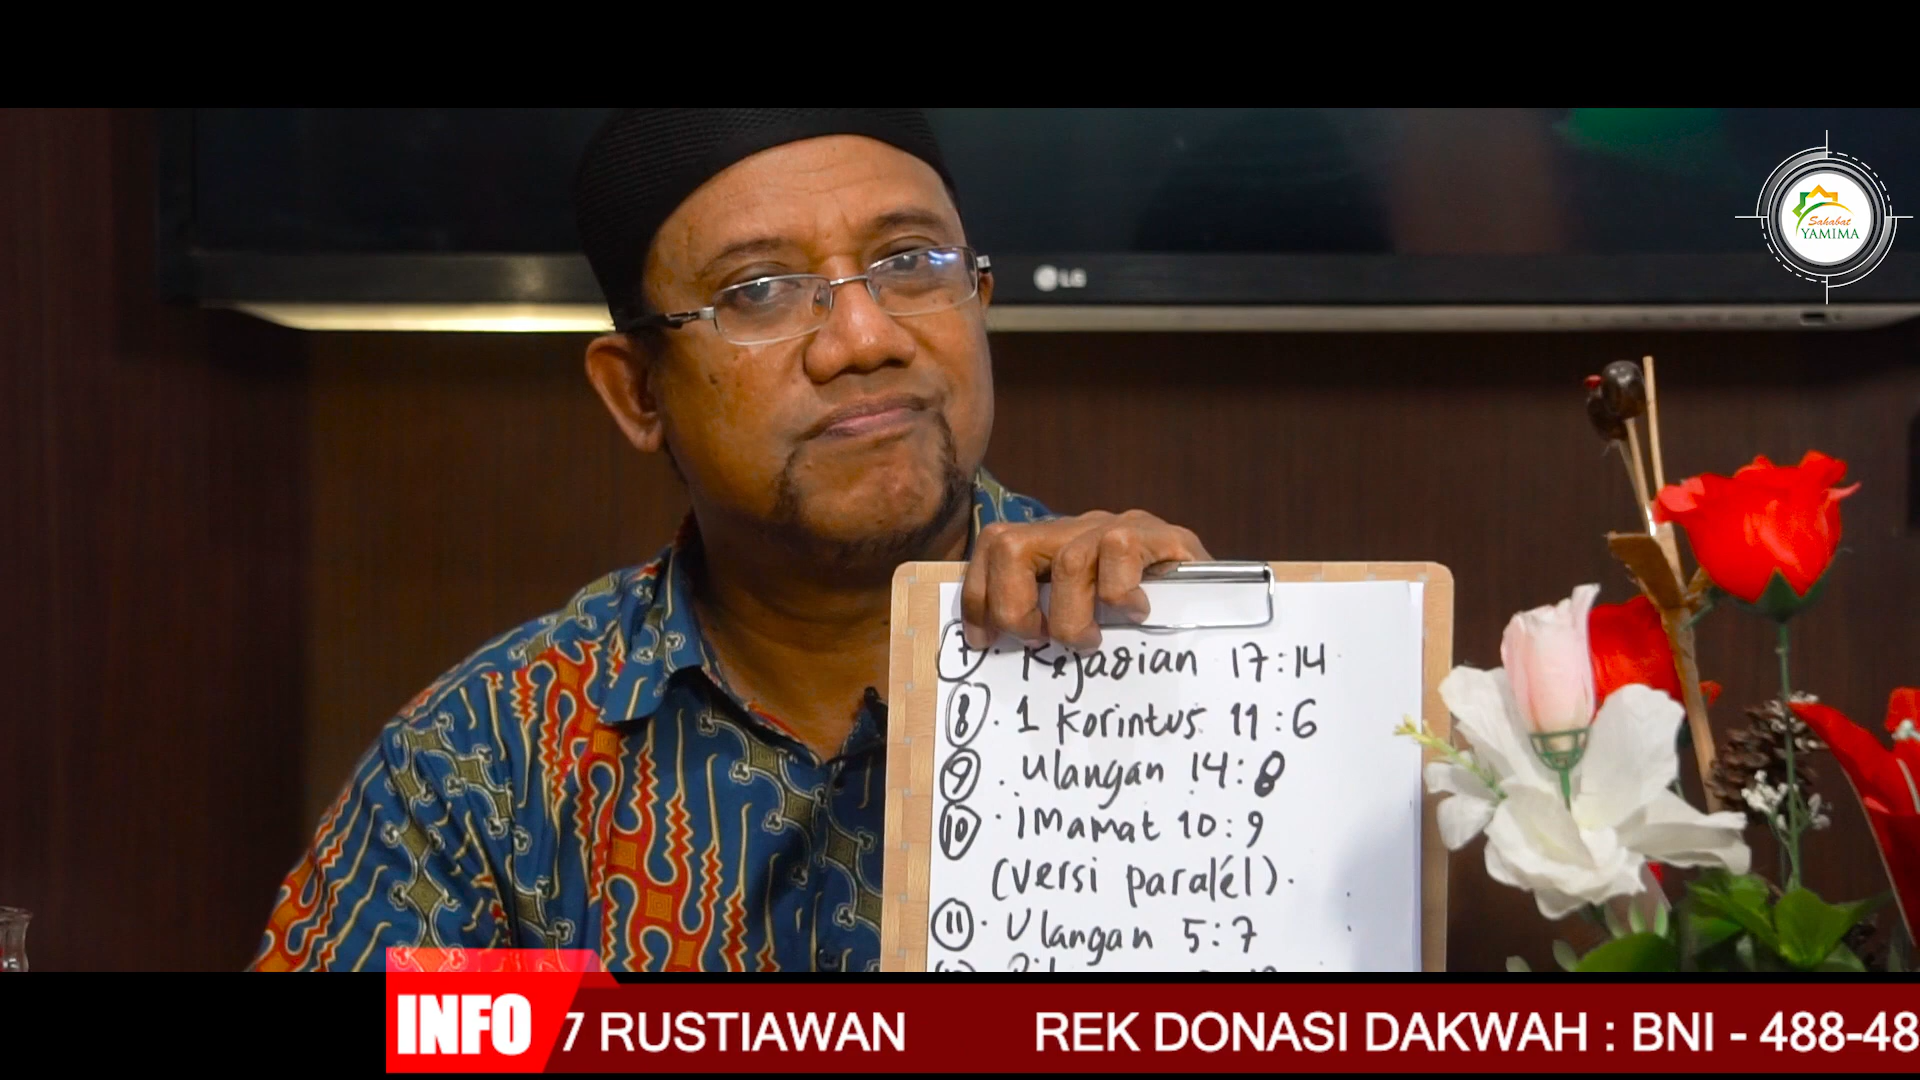 LG
Sahabat
YAMIMA
7. Kejadian 17:14
8. 1 Korintus 11:6
9. Ulangan 14:8
10. imamat 10:9
(versi paralel).
11. Ulangan 5:7
INFO
7 RUSTIAWAN REK DONASI DAKWAH : BNI - 488-48